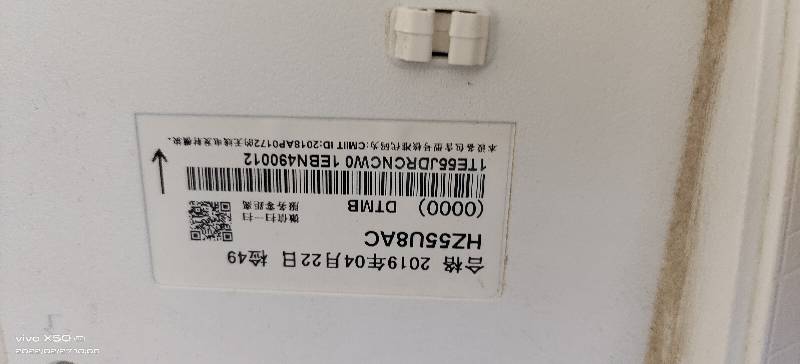 合格 2019年04月22日 检49
HZ55U8AC
(0000) DTMB
微信扫一扫
服务零距离
1TE55JDRCNCW0 1EBN490012
本设备包含型号核准代码为:CMIIT ID:2018AP0172的无线电发射模块。
vivo X50